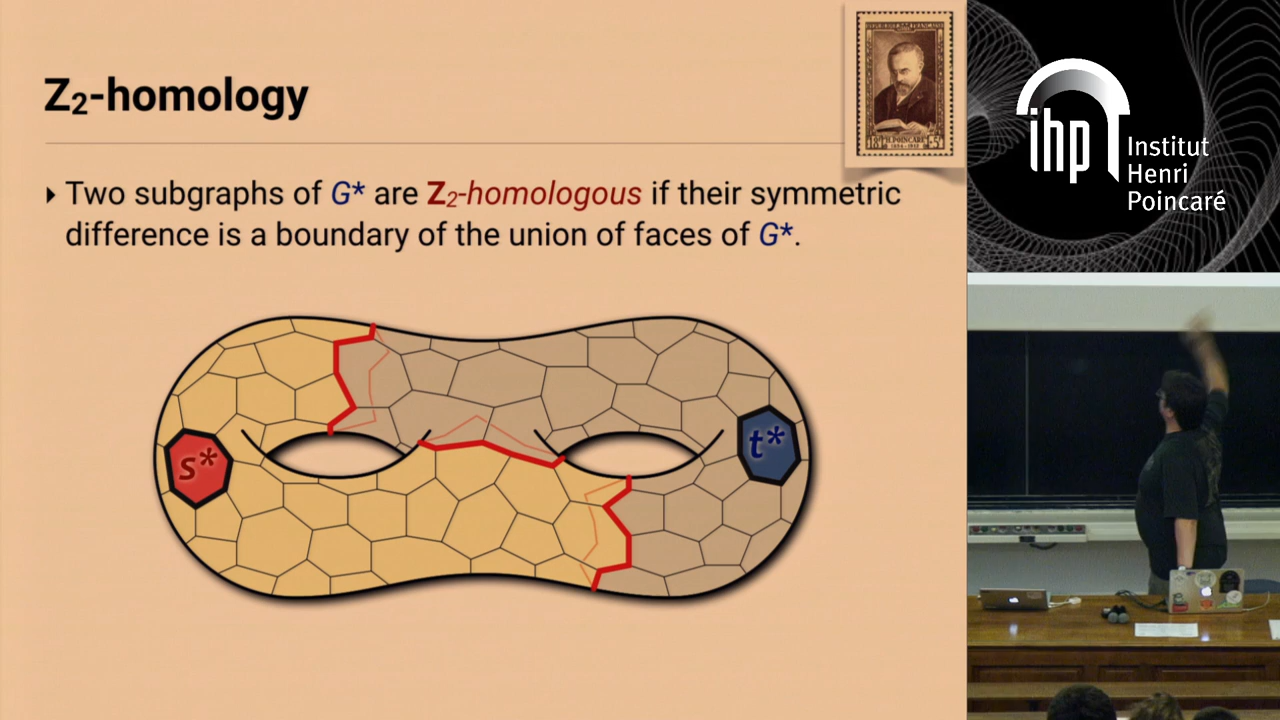 Z₂-homology
‣ Two subgraphs of G* are Z₂-homologous if their symmetric
difference is a boundary of the union of faces of G*.
s*
t*
ihp
Institut
Henri
Poincaré